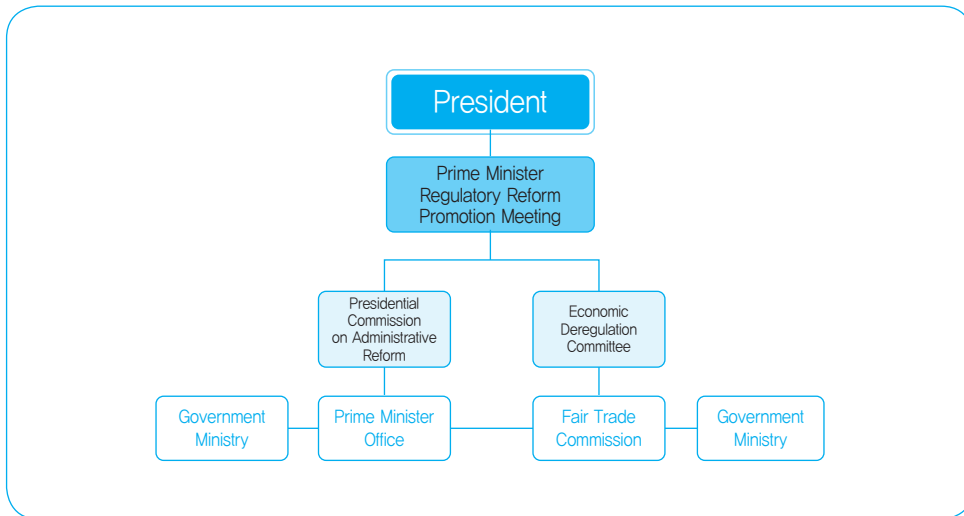 President
Prime Minister
Regulatory Reform
Promotion Meeting
Presidential
Commission
on Administrative
Reform
Economic
Deregulation
Committee
Government
Ministry
Prime Minister
Office
Fair Trade
Commission
Government
Ministry